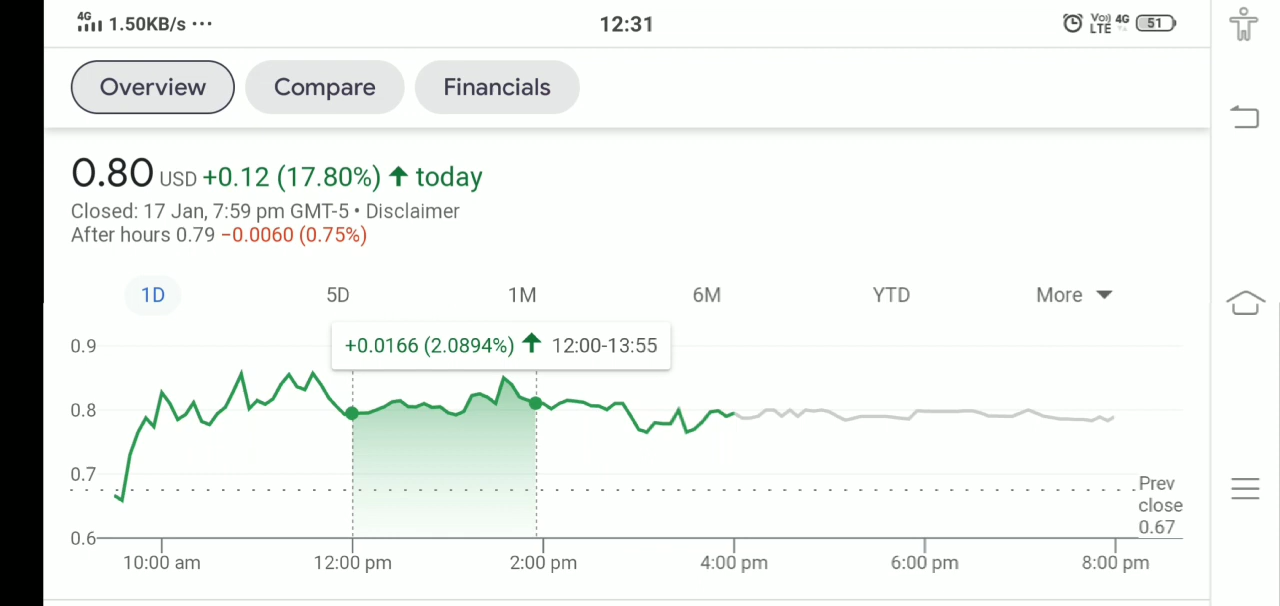 4G 1.50KB/s ··· 12:31 Vo)) LTE 4G 51
Overview Compare Financials
0.80 USD +0.12 (17.80%) ↑ today
Closed: 17 Jan, 7:59 pm GMT-5 • Disclaimer
After hours 0.79 −0.0060 (0.75%)
1D 5D 1M 6M YTD More
+0.0166 (2.0894%) ↑ 12:00-13:55
0.9
0.8
0.7
Prev
close
0.67
0.6
10:00 am 12:00 pm 2:00 pm 4:00 pm 6:00 pm 8:00 pm